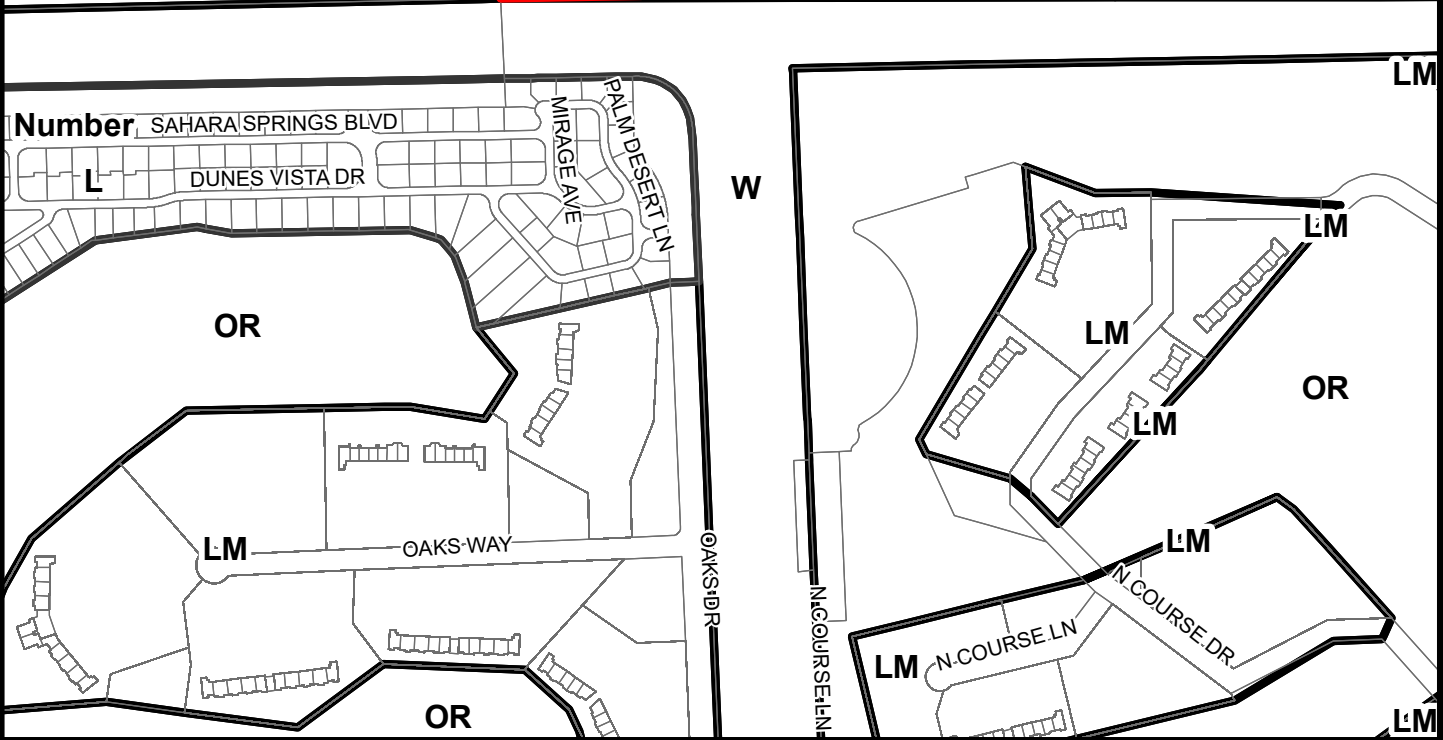 LM
Number
SAHARA SPRINGS BLVD
MIRAGE AVE
PALM DESERT LN
L
DUNES VISTA DR
W
LM
OR
LM
OR
LM
LM
OAKS WAY
LM
OAKS DR
N COURSE LN
N COURSE DR
N COURSE LN
LM
OR
LM